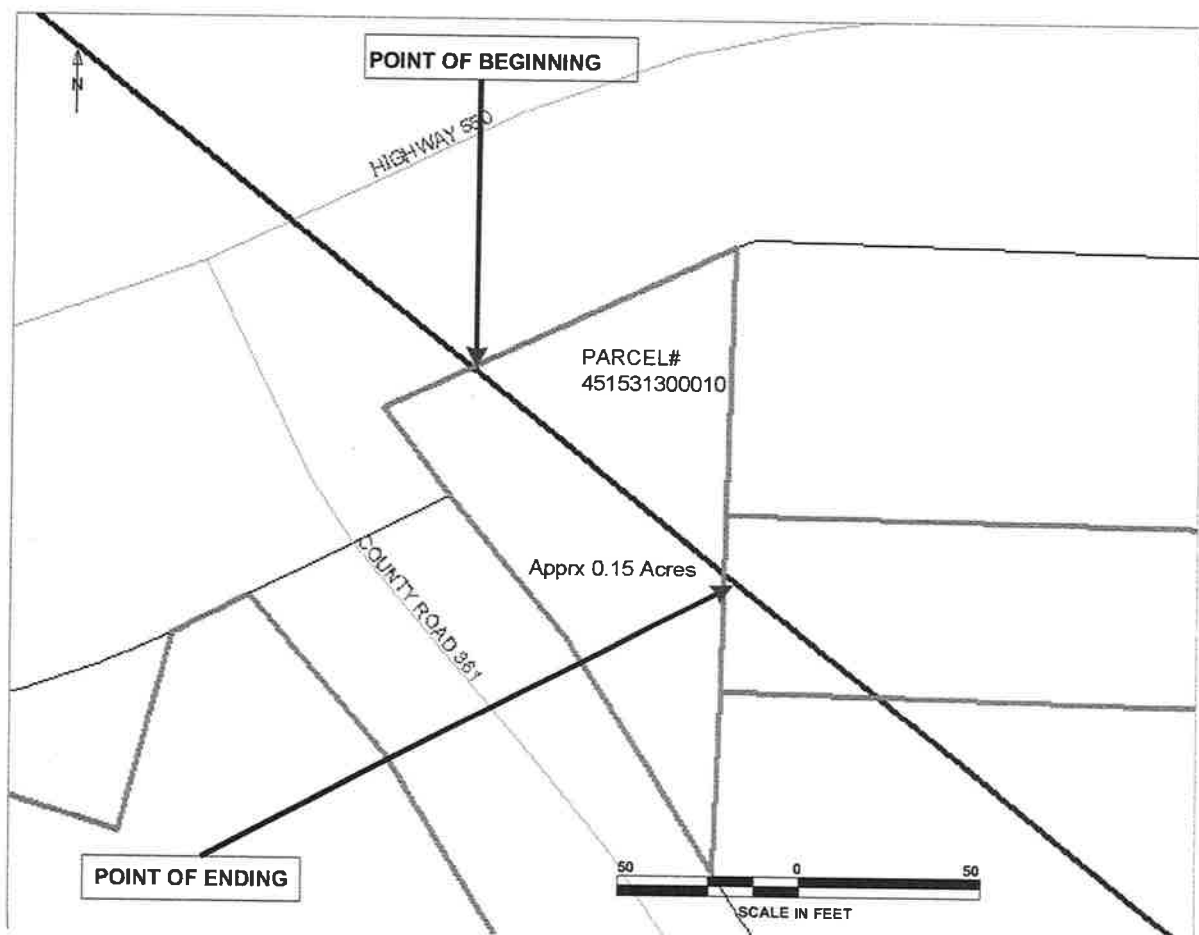 POINT OF BEGINNING
N
HIGHWAY 550
PARCEL#
451531300010
Apprx 0.15 Acres
COUNTY ROAD 361
POINT OF ENDING
50 0 50
50
SCALE IN FEET